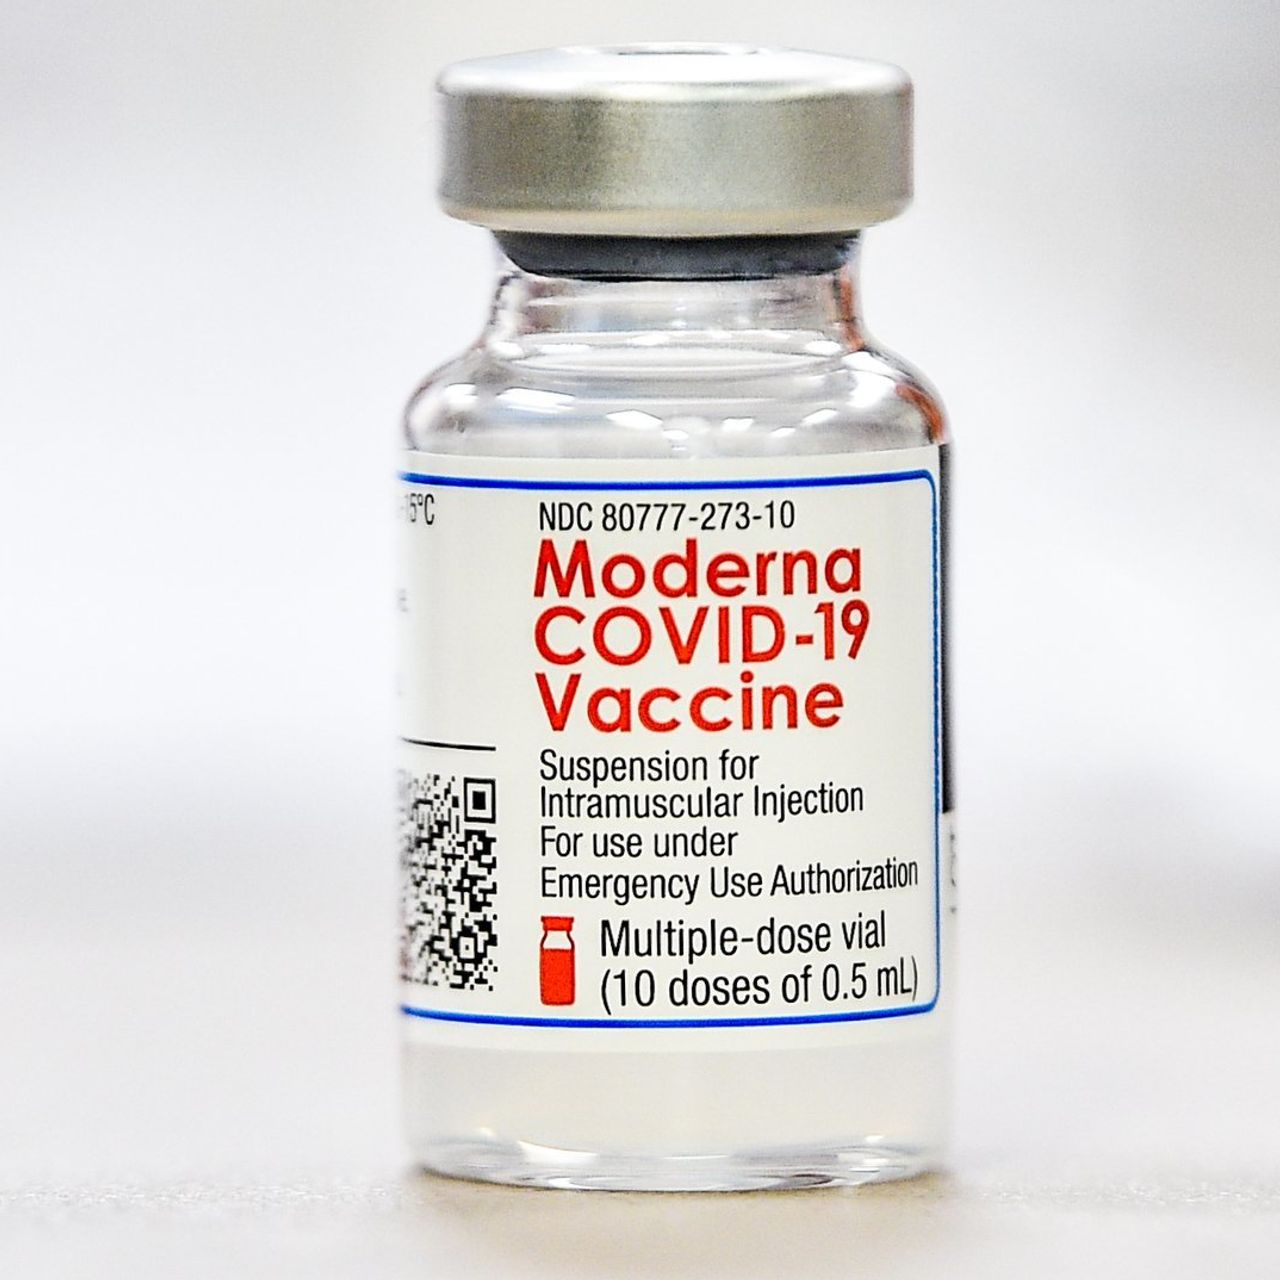 -15°C
NDC 80777-273-10
Moderna
COVID-19
Vaccine
Suspension for
Intramuscular Injection
For use under
Emergency Use Authorization
Multiple-dose vial
(10 doses of 0.5 mL)